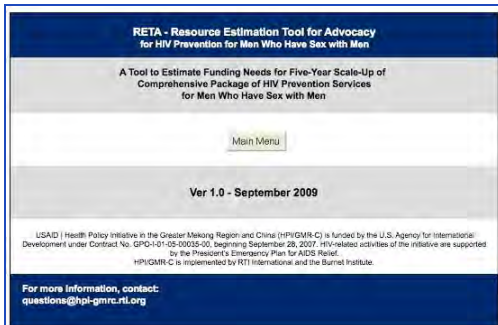 RETA - Resource Estimation Tool for Advocacy
for HIV Prevention for Men Who Have Sex with Men
A Tool to Estimate Funding Needs for Five-Year Scale-Up of
Comprehensive Package of HIV Prevention Services
for Men Who Have Sex with Men
Main Menu
Ver 1.0 - September 2009
USAID | Health Policy Initiative in the Greater Mekong Region and China (HPI/GMR-C) is funded by the U.S. Agency for International
Development under Contract No. GPO-I-01-05-00035-00, beginning September 28, 2007. HIV-related activities of the initiative are supported
by the President's Emergency Plan for AIDS Relief.
HPI/GMR-C is implemented by RTI International and the Burnet Institute.
For more information, contact:
questions@hpi-gmrc.rti.org